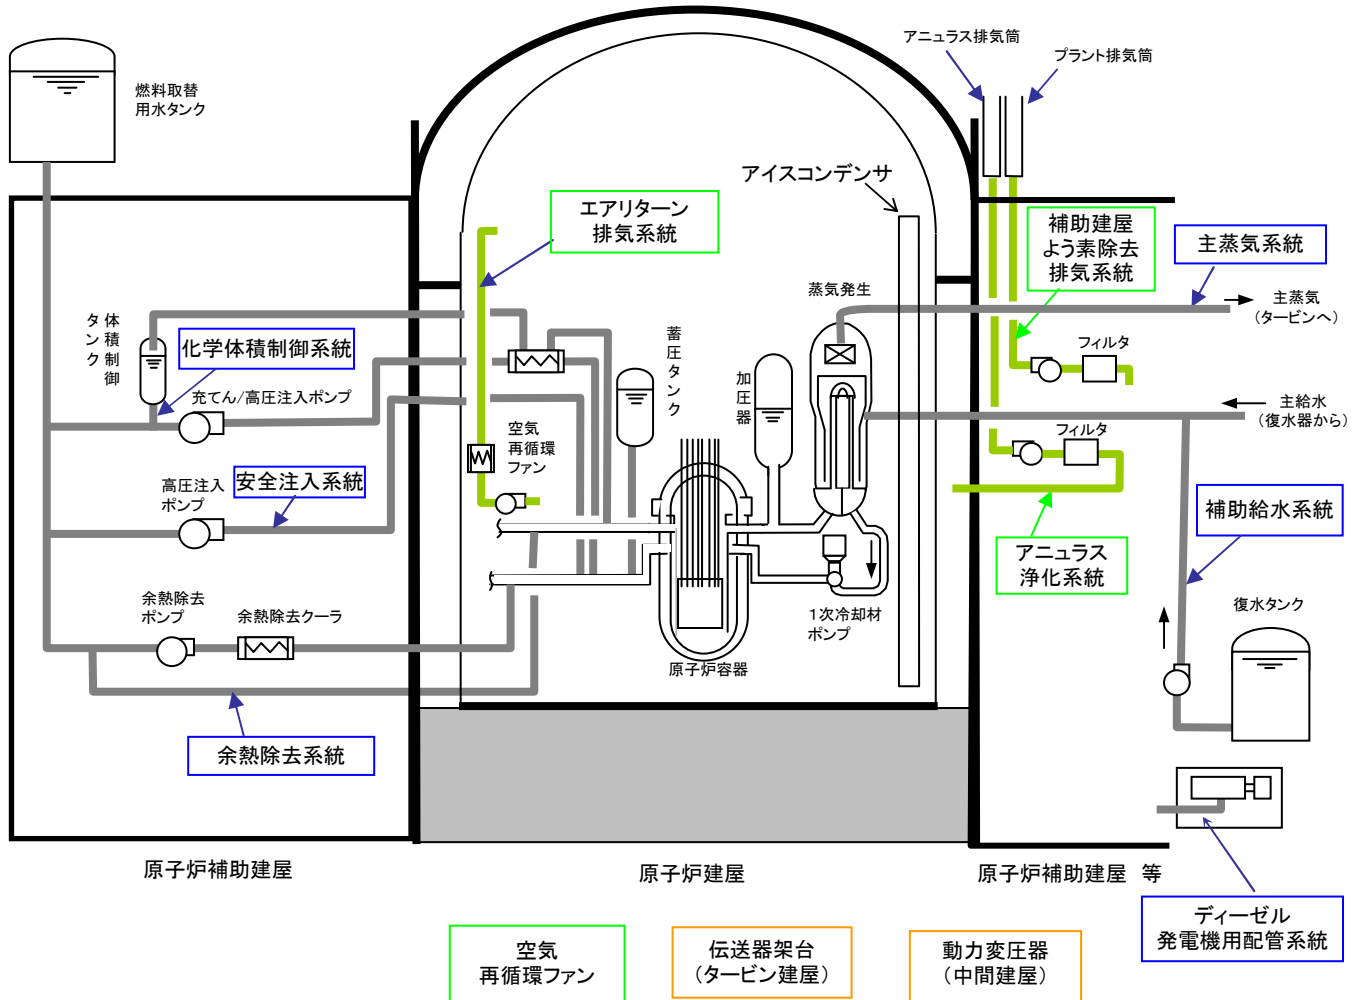 アニュラス排気筒
プラント排気筒
燃料取替
用水タンク
アイスコンデンサ
エアリターン
排気系統
補助建屋
よう素除去
排気系統
主蒸気系統
蒸気発生
主蒸気
（タービンへ）
体積制御
タンク
化学体積制御系統
蓄圧タンク
加圧器
フィルタ
充てん/高圧注入ポンプ
主給水
（復水器から）
空気
再循環
ファン
フィルタ
高圧注入
ポンプ
安全注入系統
補助給水系統
アニュラス
浄化系統
余熱除去
ポンプ
余熱除去クーラ
１次冷却材
ポンプ
復水タンク
原子炉容器
余熱除去系統
原子炉補助建屋
原子炉建屋
原子炉補助建屋 等
ディーゼル
発電機用配管系統
空気
再循環ファン
伝送器架台
（タービン建屋）
動力変圧器
（中間建屋）